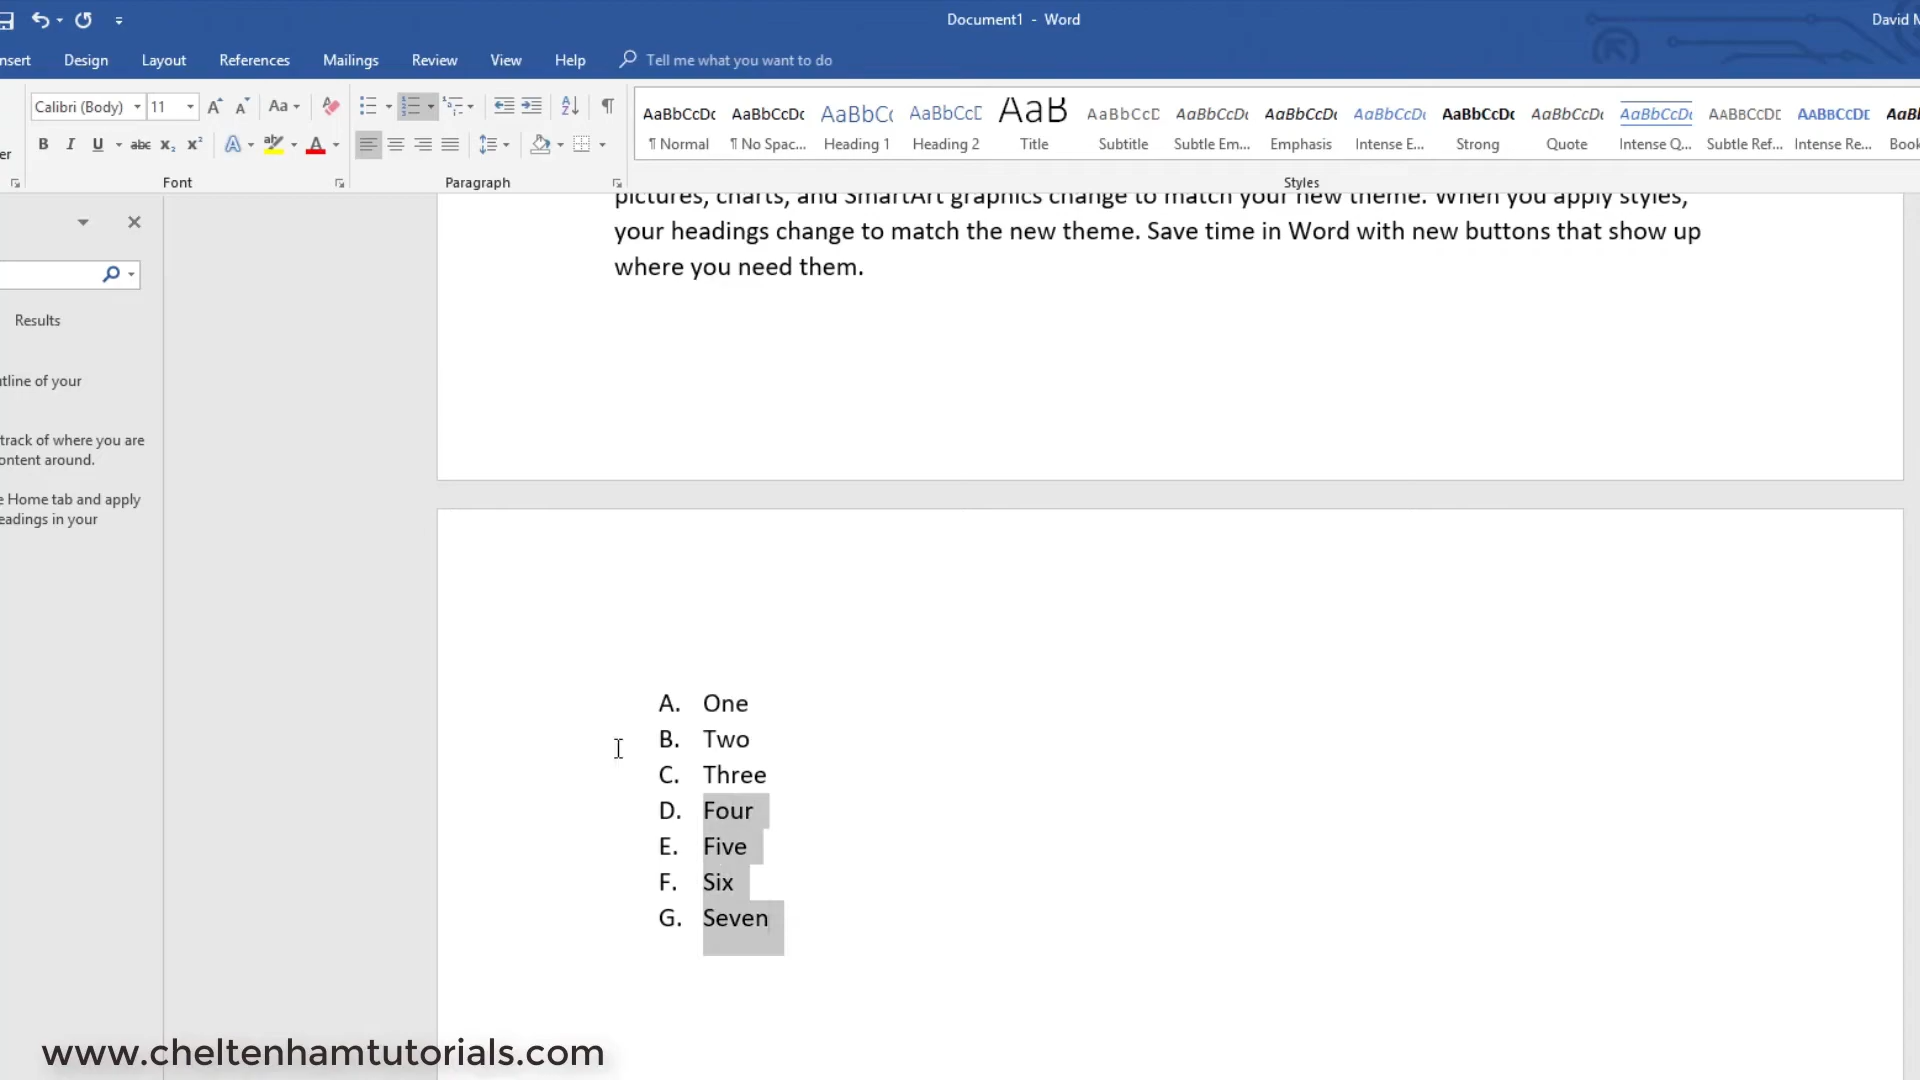 Document1 - Word
David M
nsert
Design
Layout
References
Mailings
Review
View
Help
Tell me what you want to do
Calibri (Body)
11
Aa
B
I
U
abc
X₂
X²
A
Font
Paragraph
AaBbCcDc
AaBbCcDc
AaBbCc
AaBbCcD
AaB
AaBbCcD
AaBbCcDc
AaBbCcDc
AaBbCcDc
AaBbCcDc
AaBbCcDc
AaBbCcDc
AaBbCcDd
AaBbCcDd
AaB
¶ Normal
¶ No Spac...
Heading 1
Heading 2
Title
Subtitle
Subtle Em...
Emphasis
Intense E...
Strong
Quote
Intense Q...
Subtle Ref...
Intense Re...
Book
er
Styles
Results
utline of your
track of where you are
ontent around.
e Home tab and apply
eadings in your
pictures, charts, and SmartArt graphics change to match your new theme. When you apply styles,
your headings change to match the new theme. Save time in Word with new buttons that show up
where you need them.
A. One
B. Two
C. Three
D. Four
E. Five
F. Six
G. Seven
www.cheltenhamtutorials.com